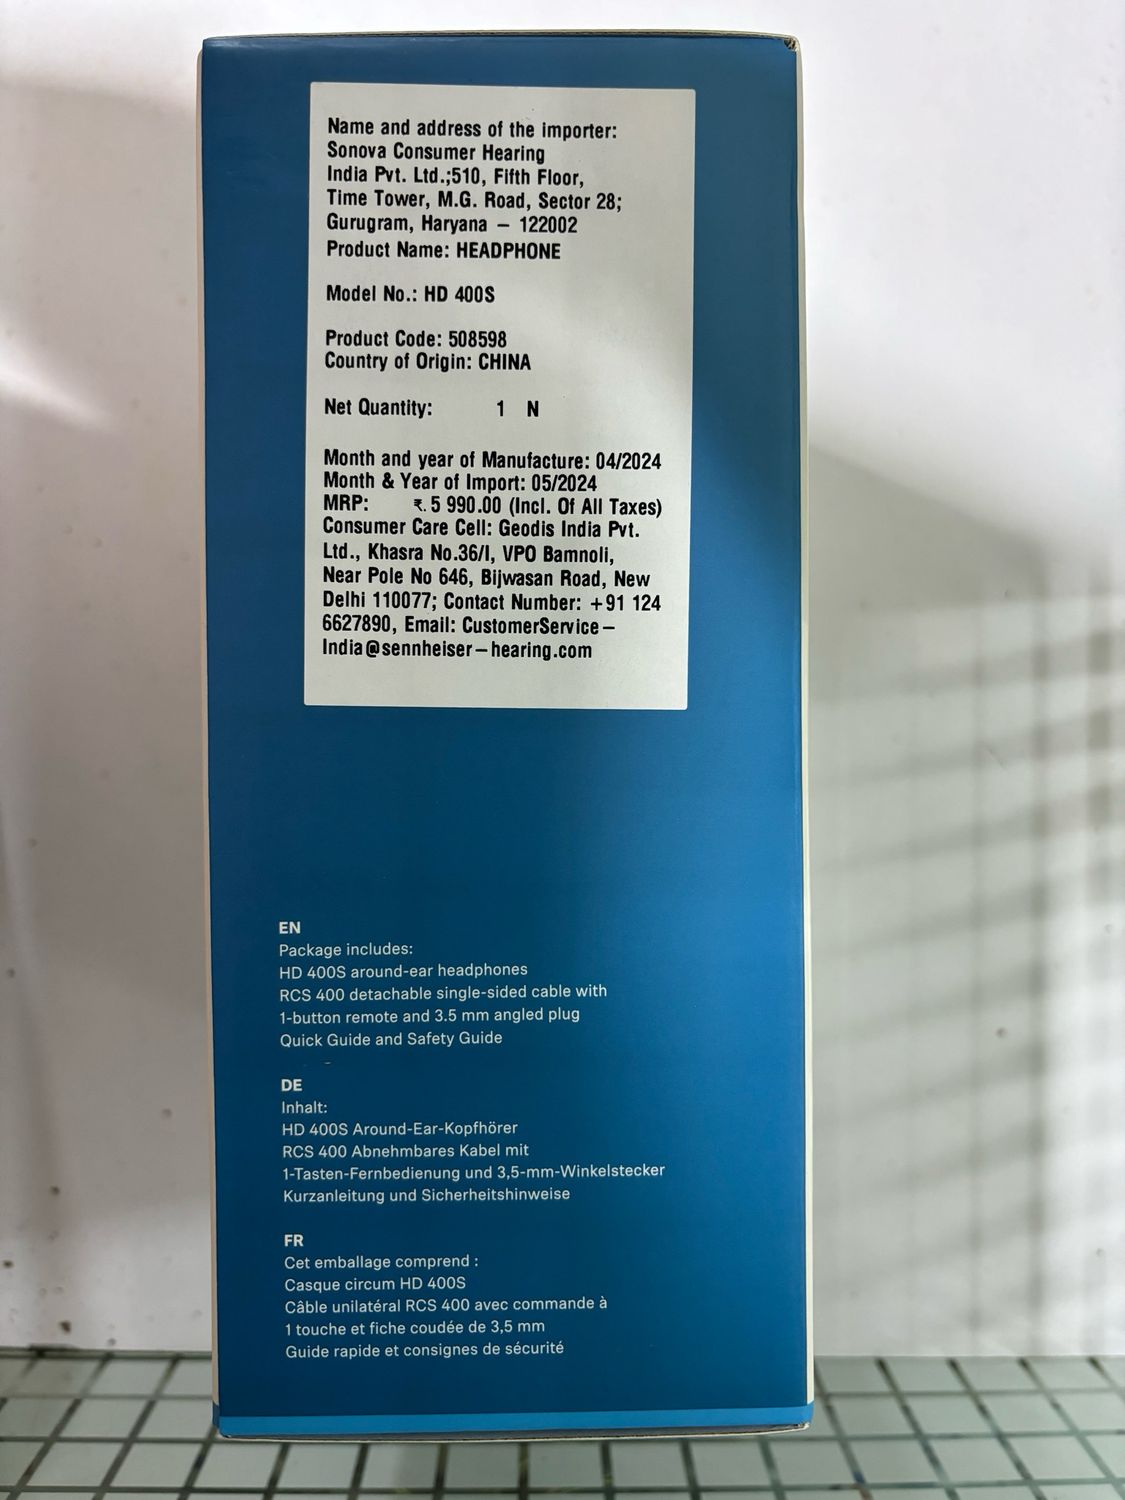 Name and address of the importer:
Sonova Consumer Hearing
India Pvt. Ltd.;510, Fifth Floor,
Time Tower, M.G. Road, Sector 28;
Gurugram, Haryana – 122002
Product Name: HEADPHONE
Model No.: HD 400S
Product Code: 508598
Country of Origin: CHINA
Net Quantity: 1 N
Month and year of Manufacture: 04/2024
Month & Year of Import: 05/2024
MRP: ₹.5 990.00 (Incl. Of All Taxes)
Consumer Care Cell: Geodis India Pvt.
Ltd., Khasra No.36/I, VPO Bamnoli,
Near Pole No 646, Bijwasan Road, New
Delhi 110077; Contact Number: +91 124
6627890, Email: CustomerService–
India@sennheiser–hearing.com
EN
Package includes:
HD 400S around-ear headphones
RCS 400 detachable single-sided cable with
1-button remote and 3.5 mm angled plug
Quick Guide and Safety Guide
DE
Inhalt:
HD 400S Around-Ear-Kopfhörer
RCS 400 Abnehmbares Kabel mit
1-Tasten-Fernbedienung und 3,5-mm-Winkelstecker
Kurzanleitung und Sicherheitshinweise
FR
Cet emballage comprend :
Casque circum HD 400S
Câble unilatéral RCS 400 avec commande à
1 touche et fiche coudée de 3,5 mm
Guide rapide et consignes de sécurité